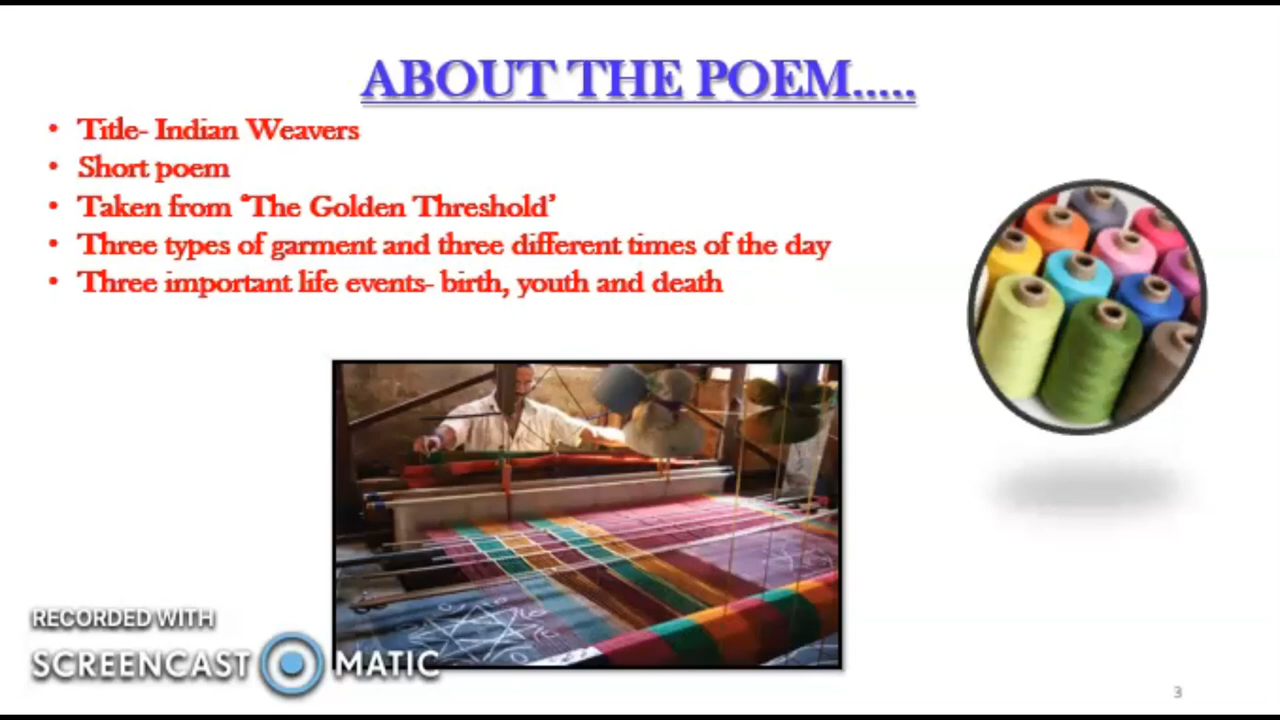 ABOUT THE POEM.....
• Title- Indian Weavers
• Short poem
• Taken from ‘The Golden Threshold’
• Three types of garment and three different times of the day
• Three important life events- birth, youth and death
RECORDED WITH
SCREENCAST MATIC
3